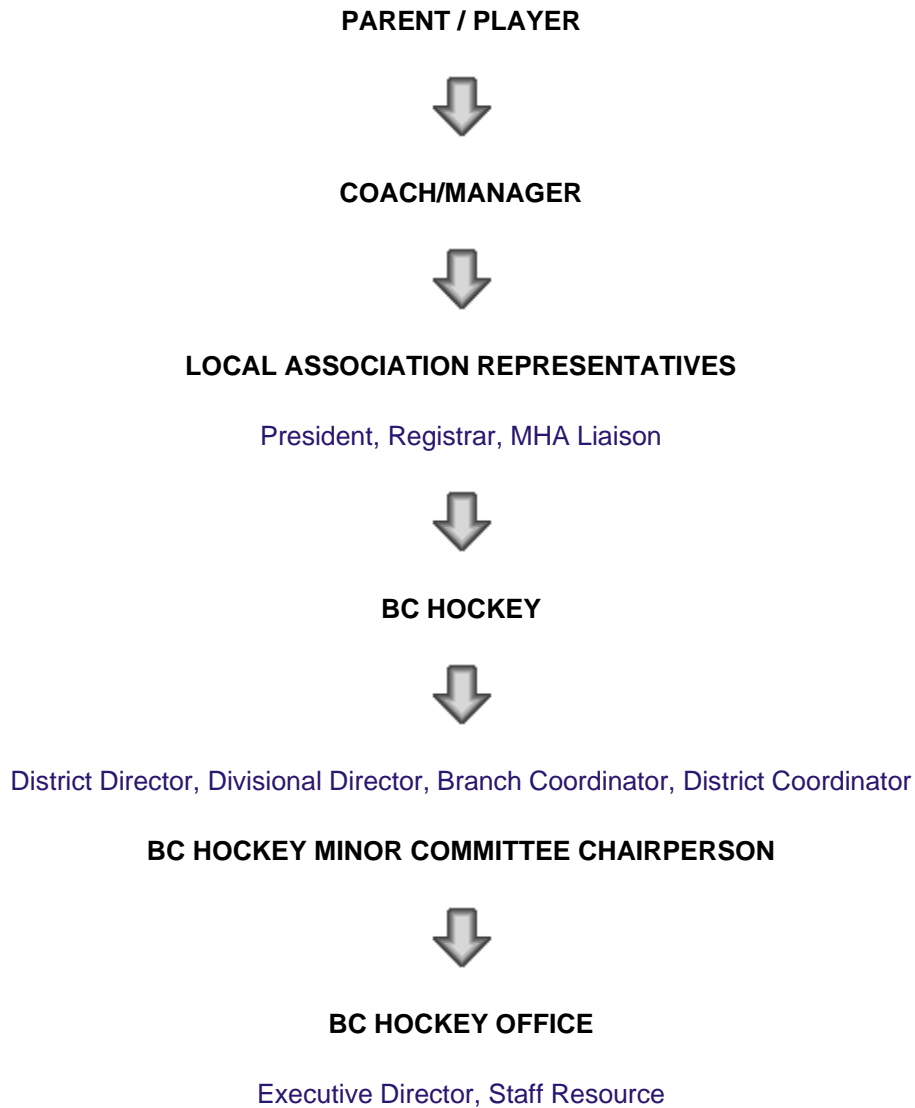 PARENT / PLAYER
COACH/MANAGER
LOCAL ASSOCIATION REPRESENTATIVES
President, Registrar, MHA Liaison
BC HOCKEY
District Director, Divisional Director, Branch Coordinator, District Coordinator
BC HOCKEY MINOR COMMITTEE CHAIRPERSON
BC HOCKEY OFFICE
Executive Director, Staff Resource